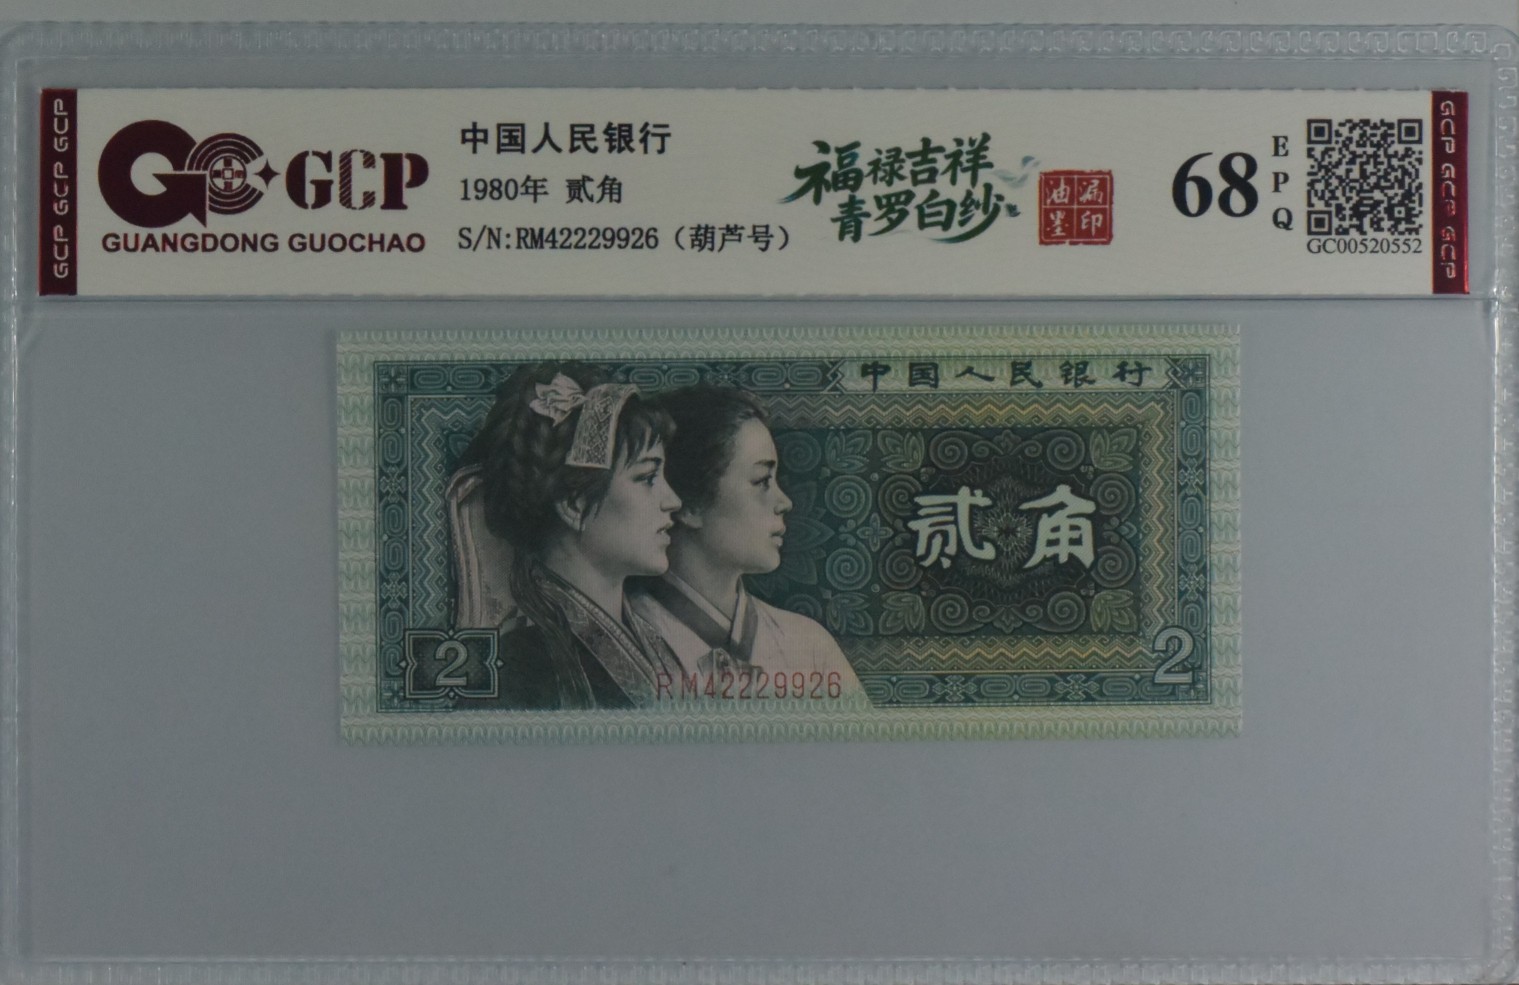 GCP GCP GCP
GCP
GUANGDONG GUOCHAO
中国人民银行
1980年 贰角
S/N:RM42229926（葫芦号）
福禄吉祥
青罗白纱
油漏
墨印
68
EPQ
GC00520552
GCP GCP GCP
中国人民银行
贰角
2
2
RM42229926